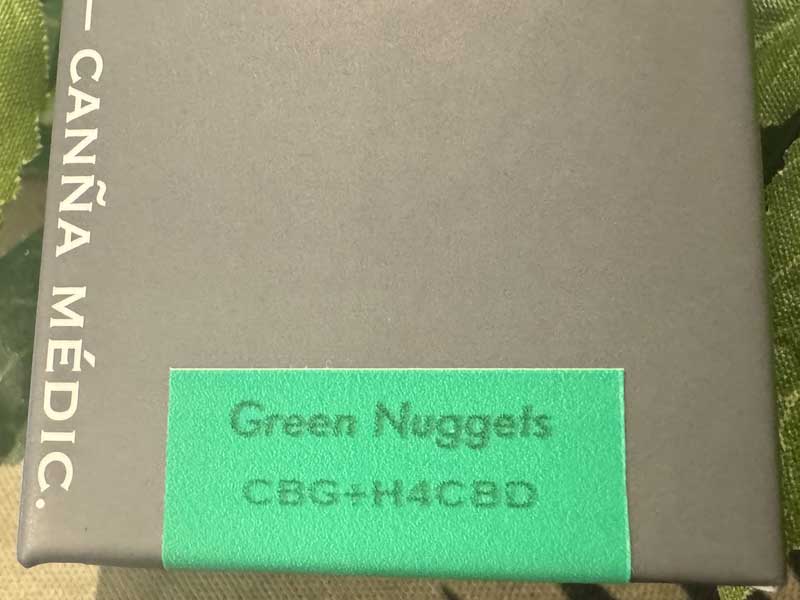 — CANÑA MÉDIC.
Green Nuggets
CBG+H4CBD